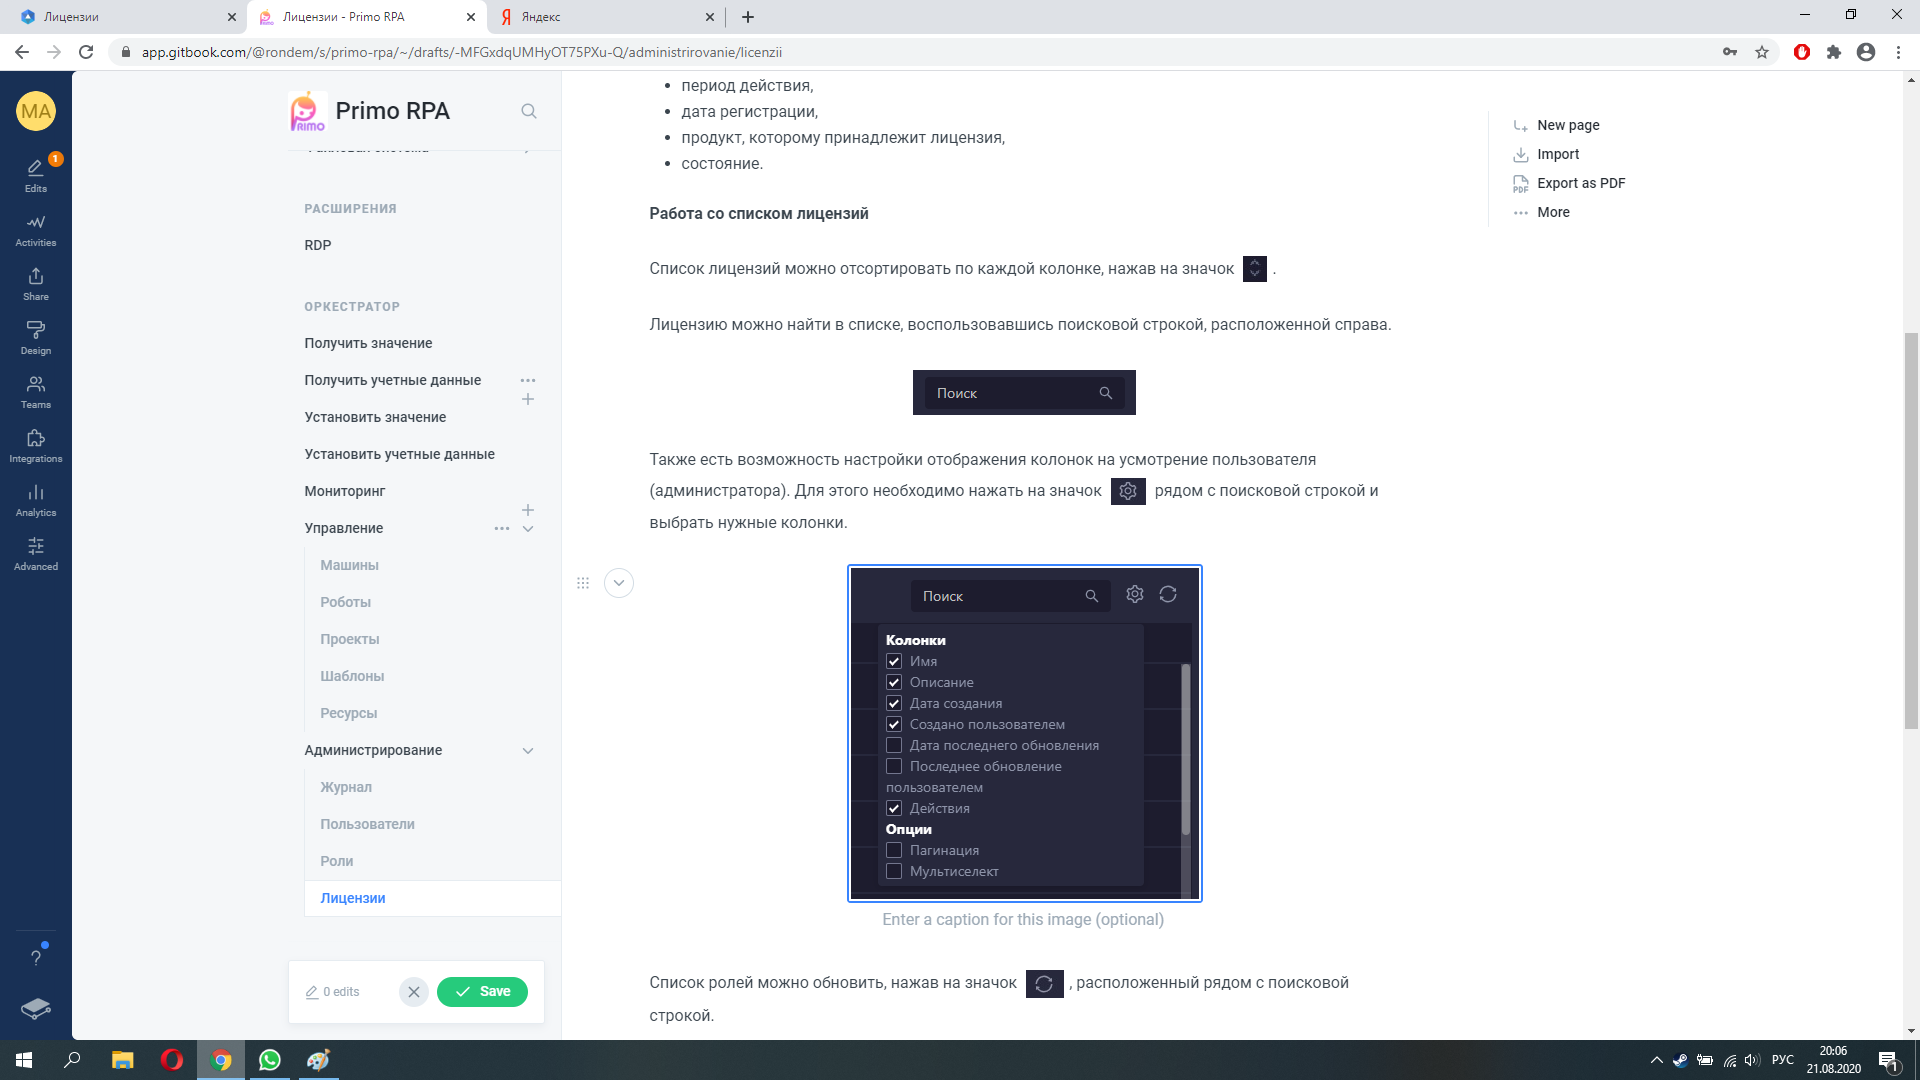 Лицензии
Лицензии - Primo RPA
Яндекс
app.gitbook.com/@rondem/s/primo-rpa/~/drafts/-MFGxdqUMHyOT75PXu-Q/administrirovanie/licenzii
MA
1
Edits
Activities
Share
Design
Teams
Integrations
Analytics
Advanced
?
PRIMO
Primo RPA
РАСШИРЕНИЯ
RDP
ОРКЕСТРАТОР
Получить значение
Получить учетные данные
Установить значение
Установить учетные данные
Мониторинг
Управление
Машины
Роботы
Проекты
Шаблоны
Ресурсы
Администрирование
Журнал
Пользователи
Роли
Лицензии
0 edits
Save
• период действия,
• дата регистрации,
• продукт, которому принадлежит лицензия,
• состояние.
Работа со списком лицензий
Список лицензий можно отсортировать по каждой колонке, нажав на значок .
Лицензию можно найти в списке, воспользовавшись поисковой строкой, расположенной справа.
Поиск
Также есть возможность настройки отображения колонок на усмотрение пользователя
(администратора). Для этого необходимо нажать на значок рядом с поисковой строкой и
выбрать нужные колонки.
Поиск
Колонки
Имя
Описание
Дата создания
Создано пользователем
Дата последнего обновления
Последнее обновление
пользователем
Действия
Опции
Пагинация
Мультиселект
Enter a caption for this image (optional)
Список ролей можно обновить, нажав на значок , расположенный рядом с поисковой
строкой.
New page
Import
PDF
Export as PDF
More
РУС
20:06
21.08.2020
1